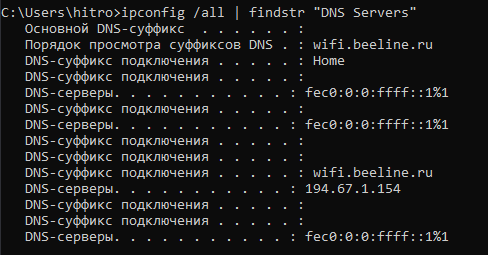 C:\Users\hitro>ipconfig /all | findstr "DNS Servers"
Основной DNS-суффикс . . . . . . :
Порядок просмотра суффиксов DNS . : wifi.beeline.ru
DNS-суффикс подключения . . . . . : Home
DNS-серверы. . . . . . . . . . . : fec0:0:0:ffff::1%1
DNS-суффикс подключения . . . . . :
DNS-серверы. . . . . . . . . . . : fec0:0:0:ffff::1%1
DNS-суффикс подключения . . . . . :
DNS-суффикс подключения . . . . . :
DNS-суффикс подключения . . . . . : wifi.beeline.ru
DNS-серверы. . . . . . . . . . . : 194.67.1.154
DNS-суффикс подключения . . . . . :
DNS-суффикс подключения . . . . . :
DNS-серверы. . . . . . . . . . . : fec0:0:0:ffff::1%1